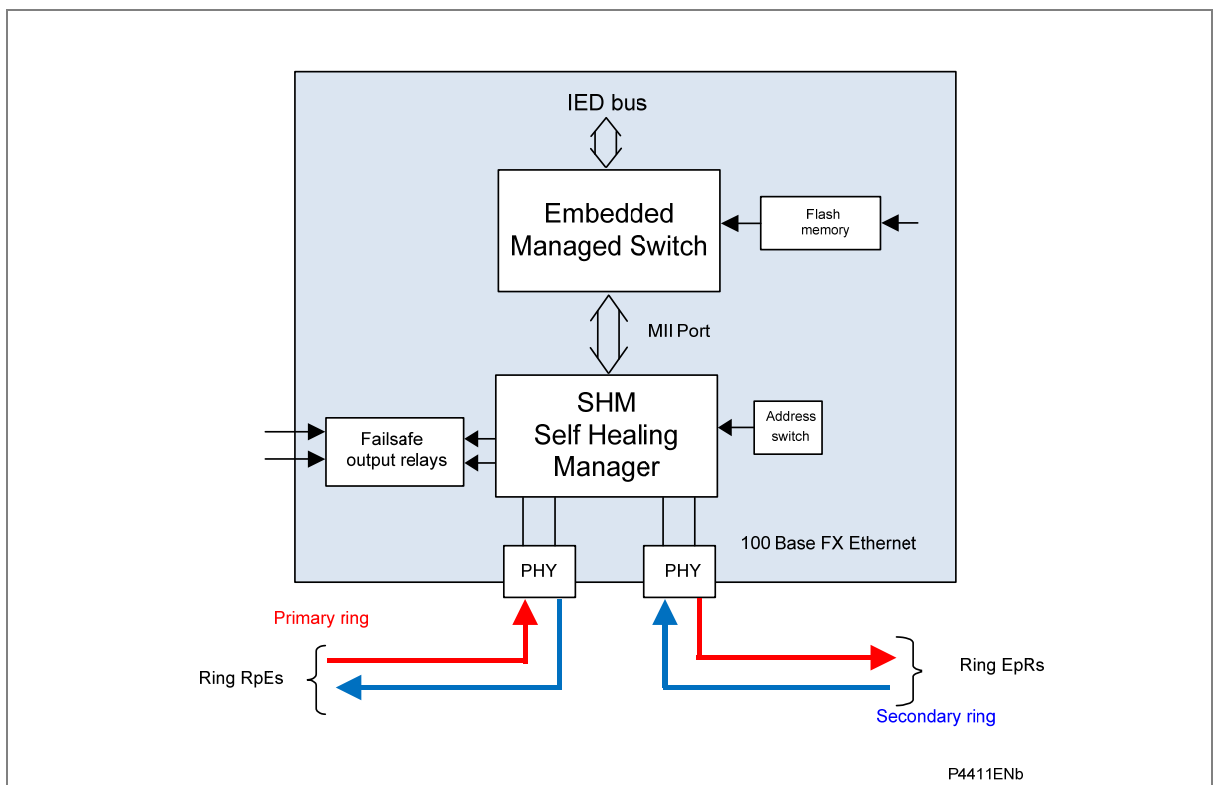 IED bus
Embedded
Managed Switch
Flash
memory
MII Port
SHM
Self Healing
Manager
Address
switch
Failsafe
output relays
100 Base FX Ethernet
PHY
PHY
Primary ring
Ring RpEs
Ring EpRs
Secondary ring
P4411ENb